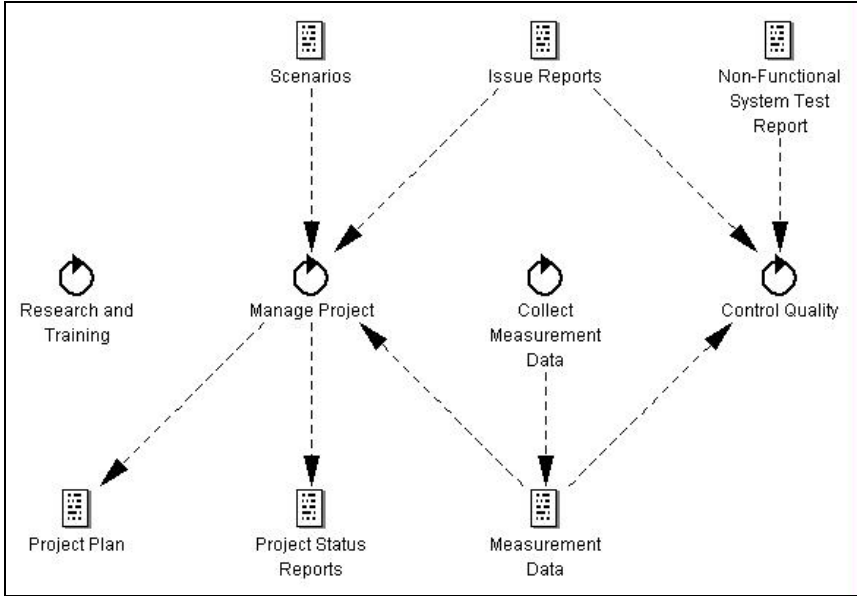 Scenarios
Issue Reports
Non-Functional
System Test
Report
Research and
Training
Manage Project
Collect
Measurement
Data
Control Quality
Project Plan
Project Status
Reports
Measurement
Data